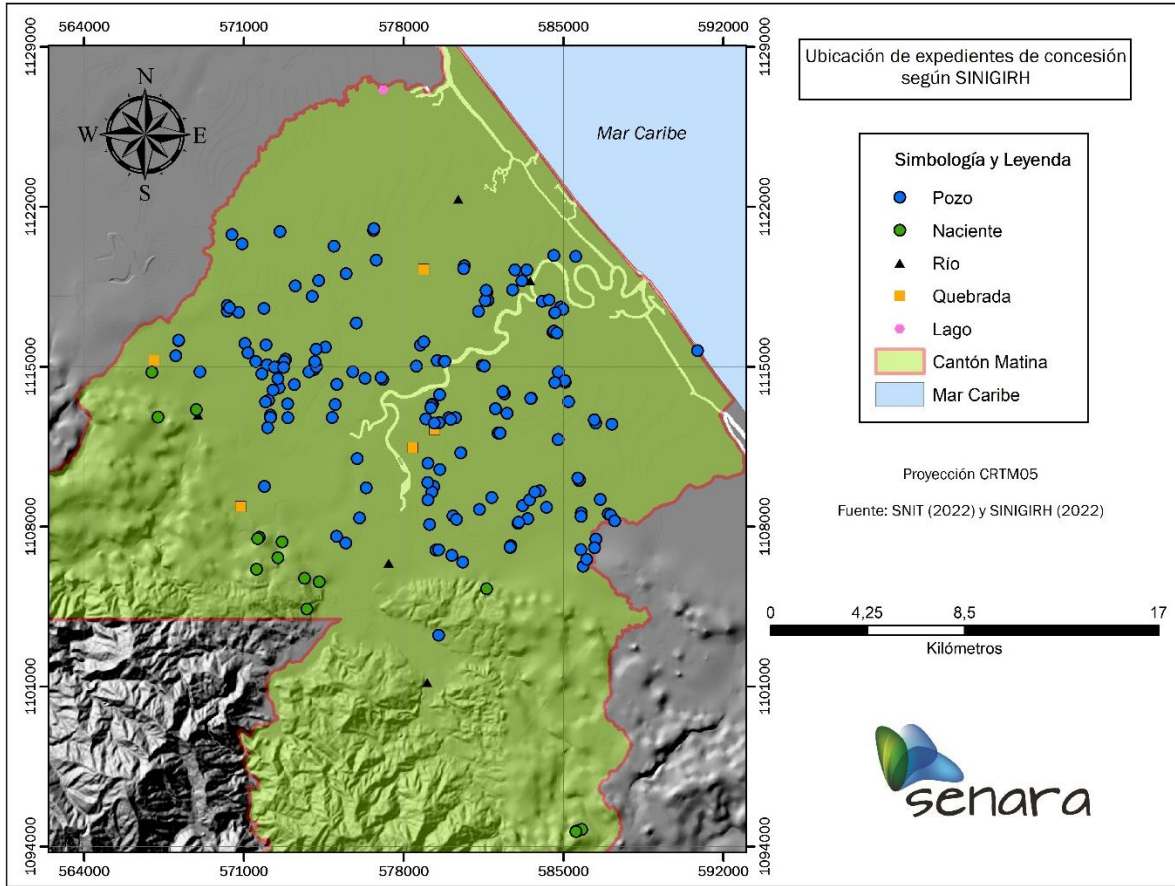 564000 571000 578000 585000 592000
1129000 1129000
1122000 1122000
1115000 1115000
1108000 1108000
1101000 1101000
1094000 1094000
N
W E
S
Mar Caribe
564000 571000 578000 585000 592000
Ubicación de expedientes de concesión
según SINIGIRH
Simbología y Leyenda
Pozo
Naciente
Río
Quebrada
Lago
Cantón Matina
Mar Caribe
Proyección CRTM05
Fuente: SNIT (2022) y SINIGIRH (2022)
0 4,25 8,5 17
Kilómetros
senara